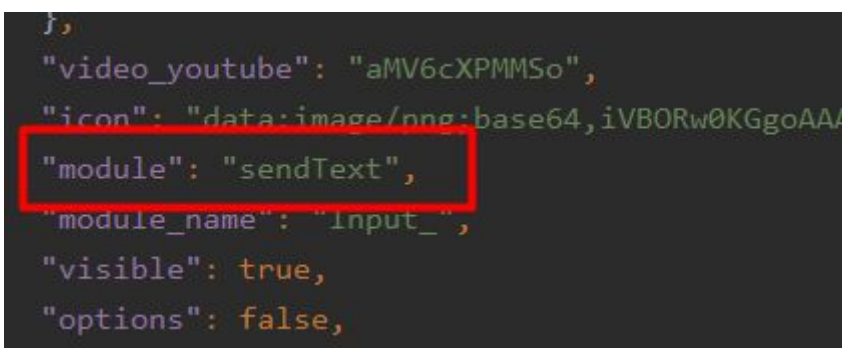 },
"video_youtube": "aMV6cXPMMSo",
"icon": "data:image/png;base64,iVBORw0KGgoAAA
"module": "sendText",
"module_name": "Input_",
"visible": true,
"options": false,